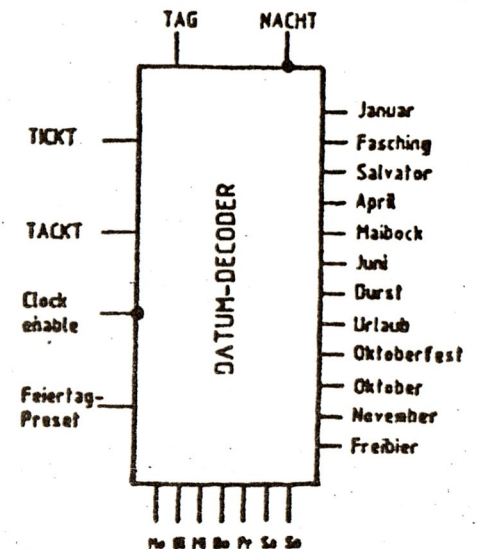 TAG NACHT
TICKT
TACKT
Clock
enable
Feiertag-
Preset
DATUM-DECODER
Januar
Fasching
Salvator
April
Maibock
Juni
Durst
Urlaub
Oktoberfest
Oktober
November
Freibier
Mo Di Mi Do Fr Sa So